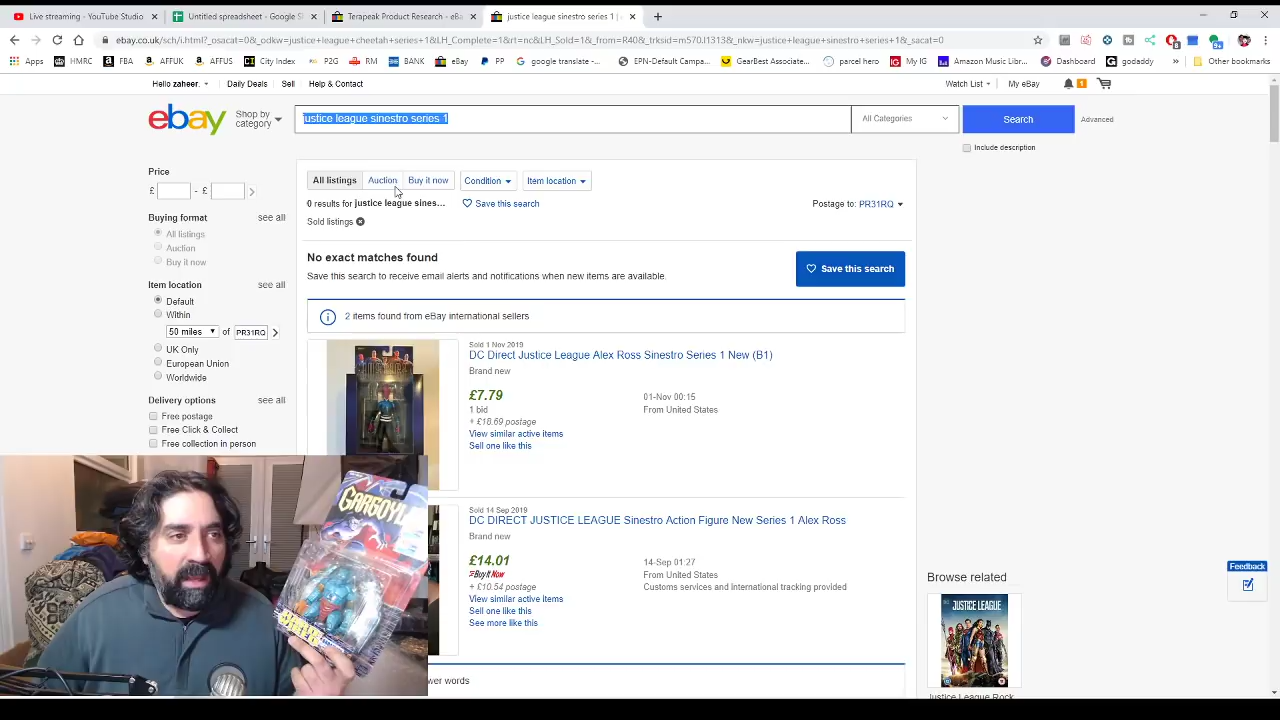 Live streaming - YouTube Studio
Untitled spreadsheet - Google S
Terapeak Product Research - eBa
justice league sinestro series 1 |
ebay.co.uk/sch/i.html?_osacat=0&_odkw=justice+league+cheetah+series+1&LH_Complete=1&rt=nc&LH_Sold=1&_from=R40&_trksid=m570.l1313&_nkw=justice+league+sinestro+series+1&_sacat=0
Apps HMRC FBA AFFUK AFFUS City Index P2G RM BANK eBay PP google translate -... EPN-Default Campa... GearBest Associate... parcel hero My IG Amazon Music Libr... Dashboard godaddy » Other bookmarks
Hello zaheer. Daily Deals Sell Help & Contact Watch List My eBay 1
ebay Shop by category
justice league sinestro series 1 All Categories Search Advanced
Include description
Price
£ - £
Buying format see all
All listings
Auction
Buy it now
Item location see all
Default
Within
50 miles of PR31RQ
UK Only
European Union
Worldwide
Delivery options see all
Free postage
Free Click & Collect
Free collection in person
All listings Auction Buy it now Condition Item location
0 results for justice league sines... Save this search Postage to: PR31RQ
Sold listings
No exact matches found
Save this search to receive email alerts and notifications when new items are available.
Save this search
2 items found from eBay international sellers
Sold 1 Nov 2019
DC Direct Justice League Alex Ross Sinestro Series 1 New (B1)
Brand new
£7.79 01-Nov 00:15
1 bid From United States
+ £18.69 postage
View similar active items
Sell one like this
Sold 14 Sep 2019
DC DIRECT JUSTICE LEAGUE Sinestro Action Figure New Series 1 Alex Ross
Brand new
£14.01 14-Sep 01:27
Buy It Now From United States
+ £10.54 postage Customs services and international tracking provided
View similar active items
Sell one like this
See more like this
wer words
Feedback
Browse related
JUSTICE LEAGUE
Justice League Rock
GARGOYL